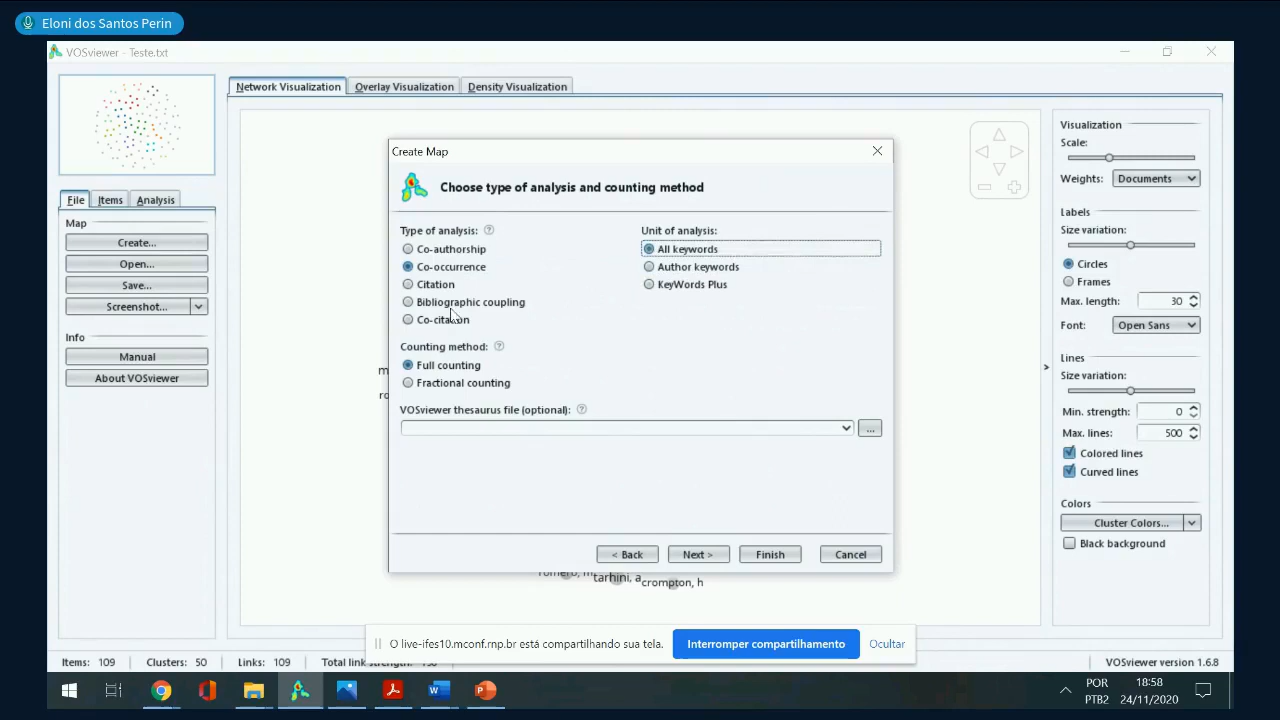 Eloni dos Santos Perin
VOSviewer - Teste.txt
Network Visualization
Overlay Visualization
Density Visualization
File
Items
Analysis
Map
Create...
Open...
Save...
Screenshot...
Info
Manual
About VOSviewer
Create Map
Choose type of analysis and counting method
Type of analysis:
Co-authorship
Co-occurrence
Citation
Bibliographic coupling
Co-citation
Unit of analysis:
All keywords
Author keywords
KeyWords Plus
Counting method:
Full counting
Fractional counting
VOSviewer thesaurus file (optional):
...
< Back
Next >
Finish
Cancel
m
ro
tarhini, a
crompton, h
Visualization
Scale:
Weights: Documents
Labels
Size variation:
Circles
Frames
Max. length: 30
Font: Open Sans
Lines
Size variation:
Min. strength: 0
Max. lines: 500
Colored lines
Curved lines
Colors
Cluster Colors...
Black background
>
O live-ifes10.mconf.rnp.br está compartilhando sua tela.
Interromper compartilhamento
Ocultar
Items: 109 Clusters: 50 Links: 109 Total link
VOSviewer version 1.6.8
POR
PTB2
18:58
24/11/2020